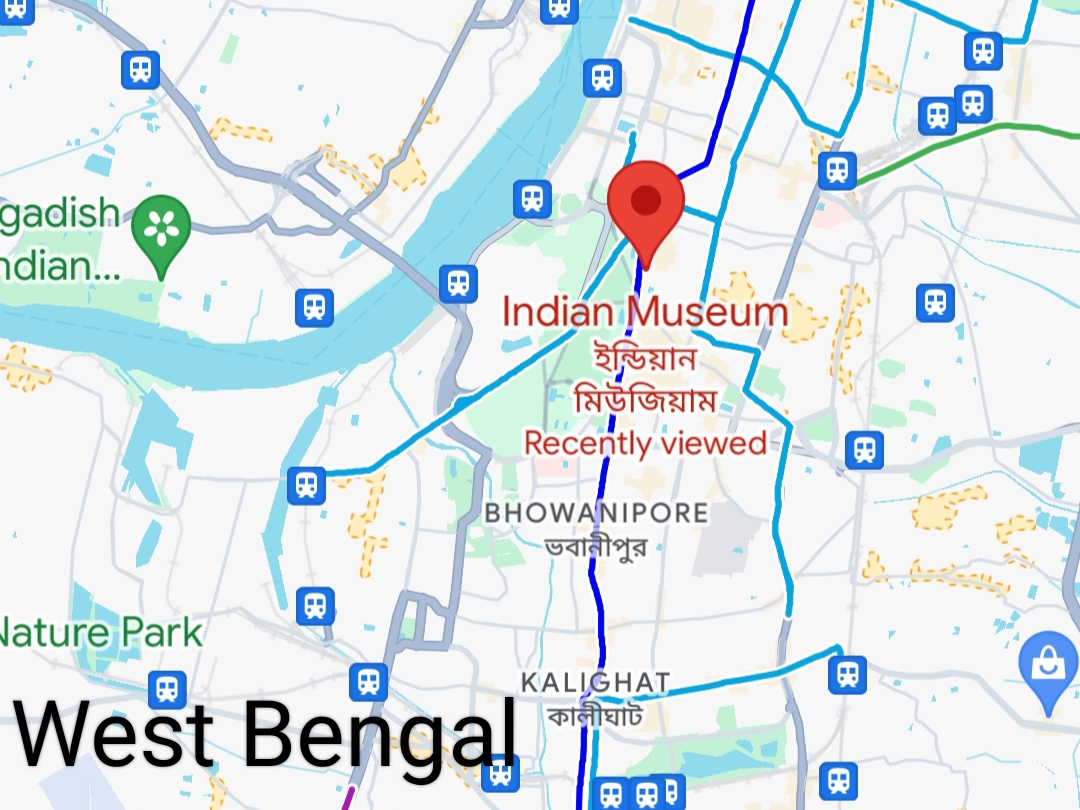 gadish
ndian...
Indian Museum
ইন্ডিয়ান
মিউজিয়াম
Recently viewed
BHOWANIPORE
ভবানীপুর
Nature Park
KALIGHAT
কালীঘাট
West Bengal